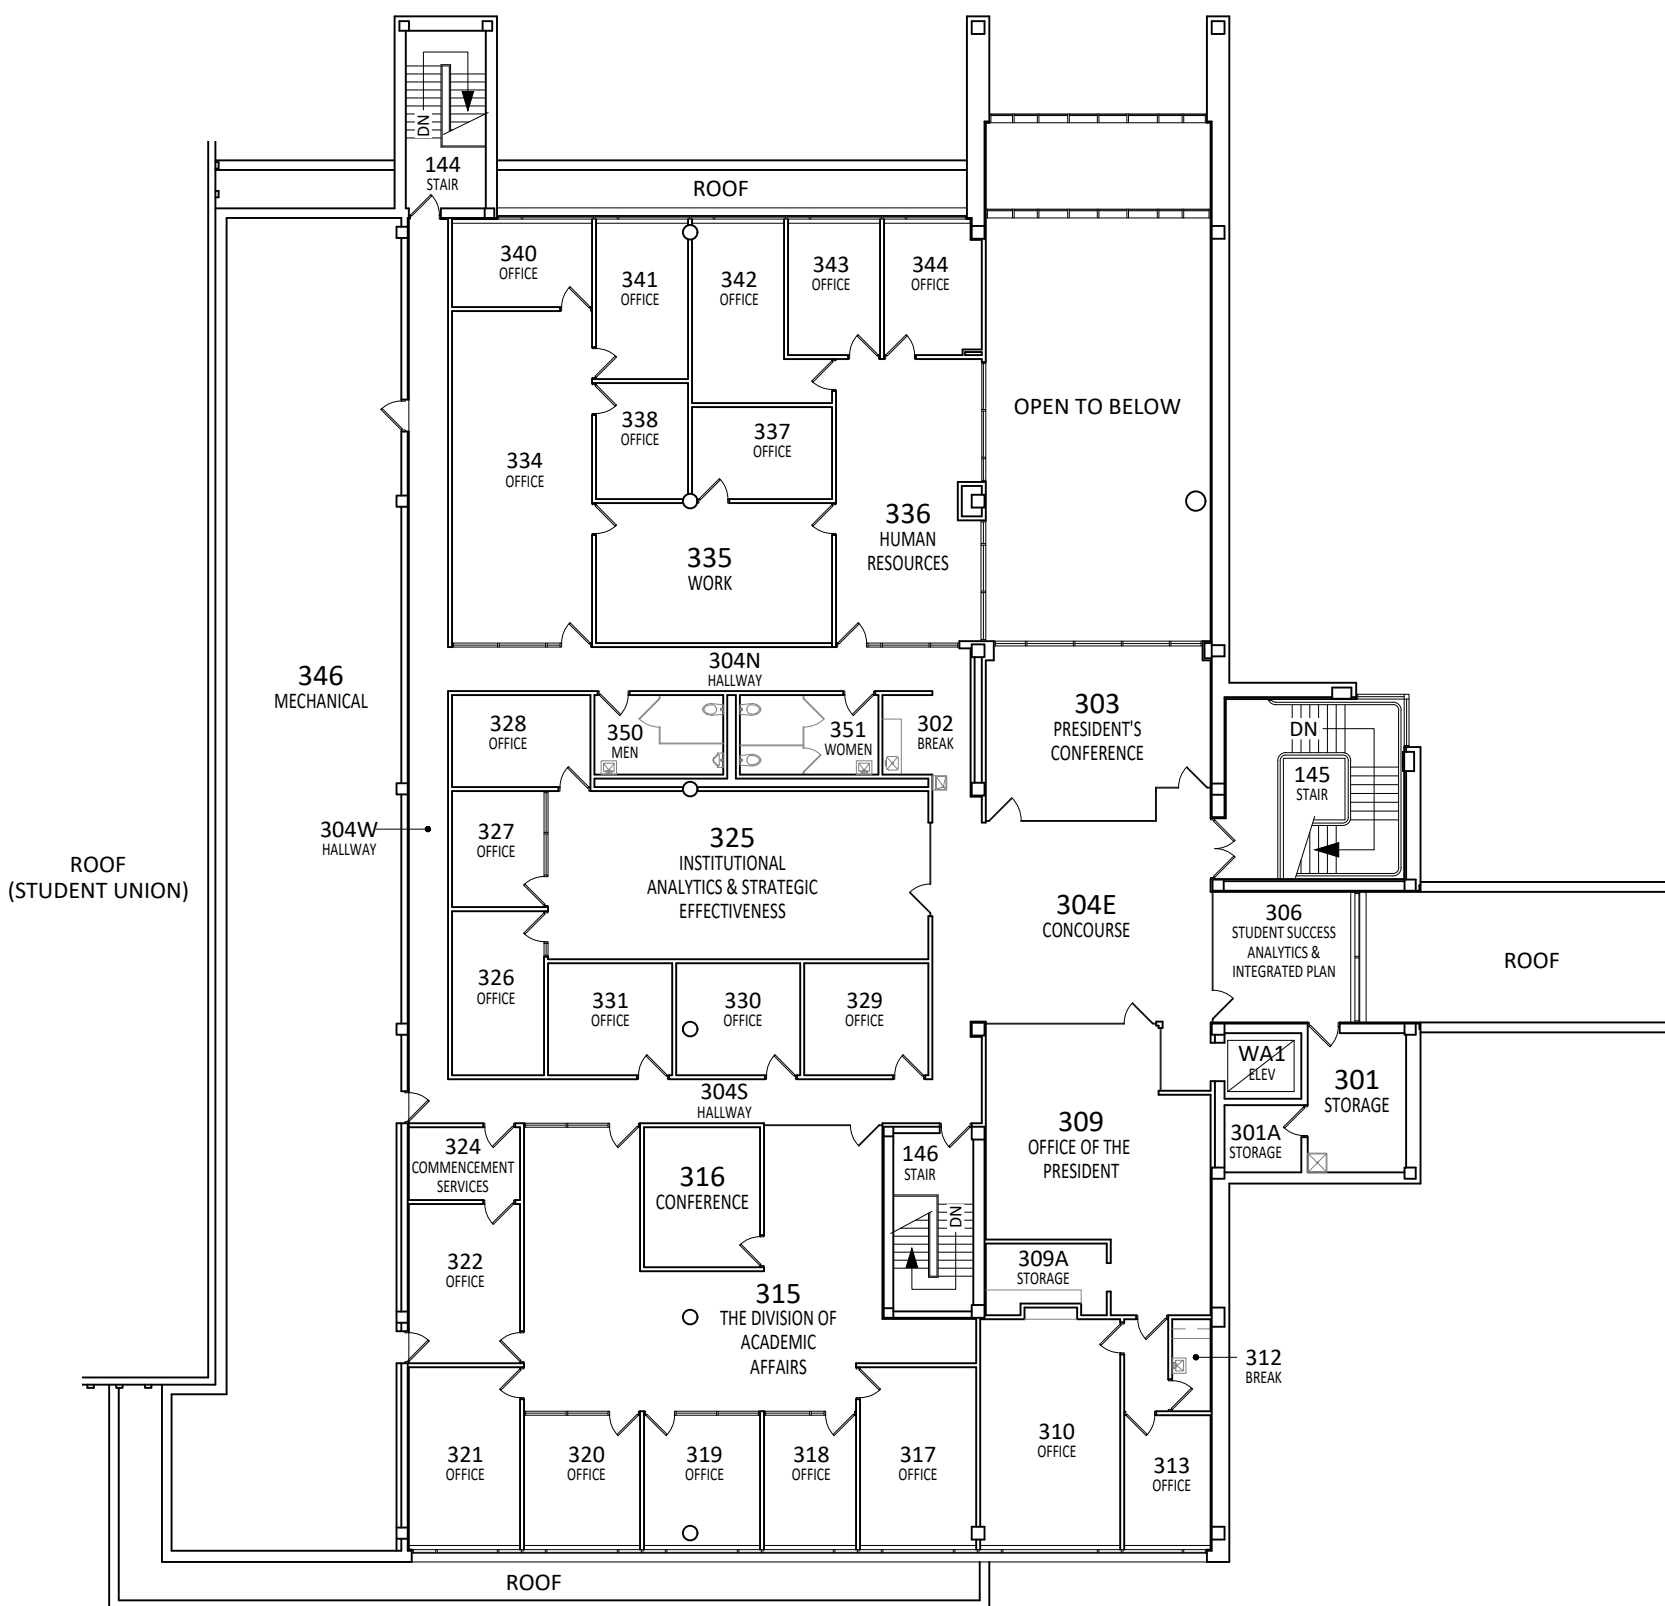 DN
144
STAIR
ROOF
340
OFFICE
341
OFFICE
342
OFFICE
343
OFFICE
344
OFFICE
OPEN TO BELOW
338
OFFICE
337
OFFICE
334
OFFICE
336
HUMAN
RESOURCES
335
WORK
346
MECHANICAL
304N
HALLWAY
303
PRESIDENT'S
CONFERENCE
328
OFFICE
350
MEN
351
WOMEN
302
BREAK
DN
145
STAIR
304W
HALLWAY
327
OFFICE
325
INSTITUTIONAL
ANALYTICS & STRATEGIC
EFFECTIVENESS
ROOF
(STUDENT UNION)
304E
CONCOURSE
306
STUDENT SUCCESS
ANALYTICS &
INTEGRATED PLAN
ROOF
326
OFFICE
331
OFFICE
330
OFFICE
329
OFFICE
WA1
ELEV
301
STORAGE
304S
HALLWAY
309
OFFICE OF THE
PRESIDENT
301A
STORAGE
324
COMMENCEMENT
SERVICES
316
CONFERENCE
146
STAIR
DN
322
OFFICE
309A
STORAGE
315
THE DIVISION OF
ACADEMIC
AFFAIRS
312
BREAK
321
OFFICE
320
OFFICE
319
OFFICE
318
OFFICE
317
OFFICE
310
OFFICE
313
OFFICE
ROOF